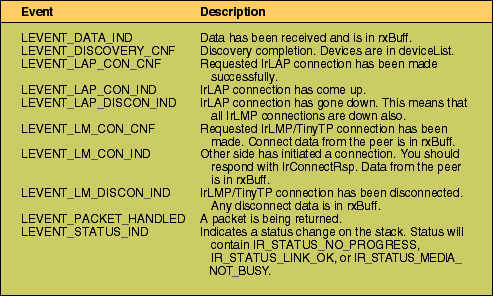 Event Description
LEVENT_DATA_IND Data has been received and is in rxBuff.
LEVENT_DISCOVERY_CNF Discovery completion. Devices are in deviceList.
LEVENT_LAP_CON_CNF Requested IrLAP connection has been made
successfully.
LEVENT_LAP_CON_IND IrLAP connection has come up.
LEVENT_LAP_DISCON_IND IrLAP connection has gone down. This means that
all IrLMP connections are down also.
LEVENT_LM_CON_CNF Requested IrLMP/TinyTP connection has been
made. Connect data from the peer is in rxBuff.
LEVENT_LM_CON_IND Other side has initiated a connection. You should
respond with IrConnectRsp. Data from the peer
is in rxBuff.
LEVENT_LM_DISCON_IND IrLMP/TinyTP connection has been disconnected.
Any disconnect data is in rxBuff.
LEVENT_PACKET_HANDLED A packet is being returned.
LEVENT_STATUS_IND Indicates a status change on the stack. Status will
contain IR_STATUS_NO_PROGRESS,
IR_STATUS_LINK_OK, or IR_STATUS_MEDIA_
NOT_BUSY.